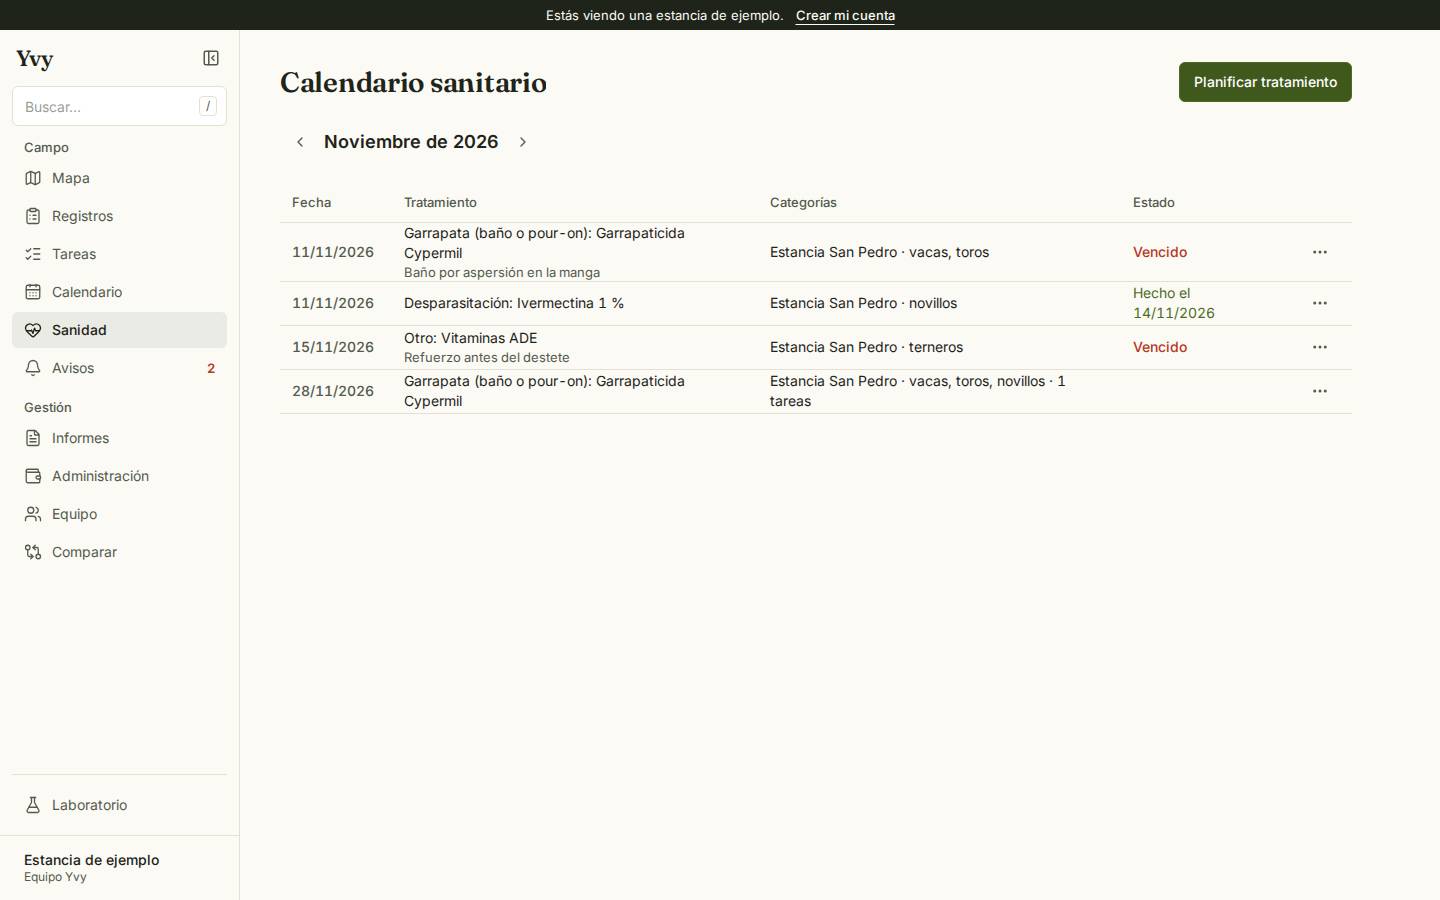 Estás viendo una estancia de ejemplo. Crear mi cuenta
Yvy
Buscar... /
Campo
Mapa
Registros
Tareas
Calendario
Sanidad
Avisos 2
Gestión
Informes
Administración
Equipo
Comparar
Laboratorio
Estancia de ejemplo
Equipo Yvy
Calendario sanitario
Planificar tratamiento
Noviembre de 2026
Fecha Tratamiento Categorías Estado
11/11/2026 Garrapata (baño o pour-on): Garrapaticida
Cypermil
Baño por aspersión en la manga
Estancia San Pedro · vacas, toros Vencido
11/11/2026 Desparasitación: Ivermectina 1 % Estancia San Pedro · novillos Hecho el
14/11/2026
15/11/2026 Otro: Vitaminas ADE
Refuerzo antes del destete
Estancia San Pedro · terneros Vencido
28/11/2026 Garrapata (baño o pour-on): Garrapaticida
Cypermil
Estancia San Pedro · vacas, toros, novillos · 1
tareas